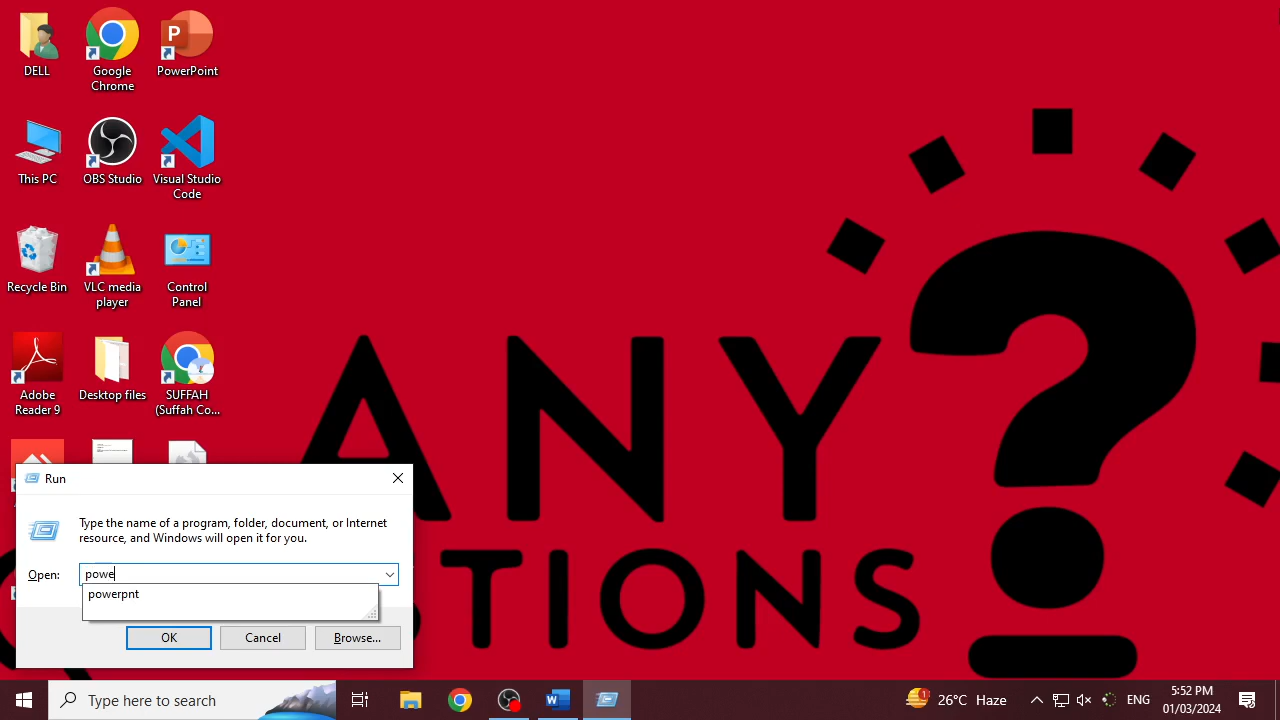 DELL
Google
Chrome
PowerPoint
P
This PC
OBS Studio
Visual Studio
Code
Recycle Bin
VLC media
player
Control
Panel
Adobe
Reader 9
Desktop files
SUFFAH
(Suffah Co...
ANY?
STIONS
Run
Type the name of a program, folder, document, or Internet
resource, and Windows will open it for you.
Open:
powe
powerpnt
OK
Cancel
Browse...
Type here to search
W
1
26°C Haze
ENG
5:52 PM
01/03/2024